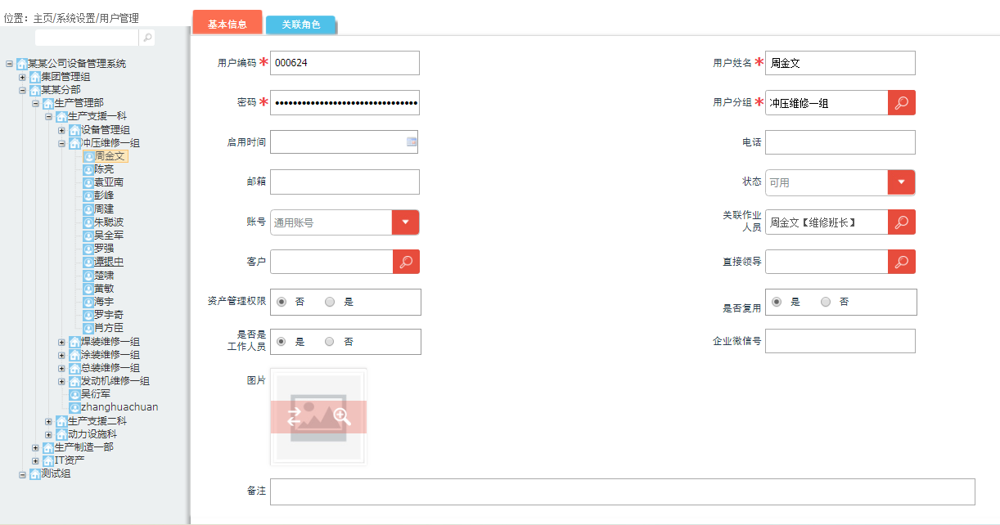 位置：主页/系统设置/用户管理
某某公司设备管理系统
集团管理组
某某分部
生产管理部
生产支援一科
设备管理组
冲压维修一组
周金文
陈亮
袁亚南
彭峰
周建
朱聪波
吴全军
罗强
谭银中
楚啸
黄敏
海宇
罗宇奇
肖方臣
焊装维修一组
涂装维修一组
总装维修一组
发动机维修一组
吴衍军
zhanghuachuan
生产支援二科
动力设施科
生产制造一部
IT资产
测试组
基本信息 关联角色
用户编码* 000624 用户姓名* 周金文
密码* •••••••••••••••••••••••••••••••• 用户分组* 冲压维修一组
启用时间 电话
邮箱 状态 可用
账号 通用账号 关联作业
人员 周金文【维修班长】
客户 直接领导
资产管理权限 否 是 是否复用 是 否
是否是
工作人员 是 否 企业微信号
图片
备注